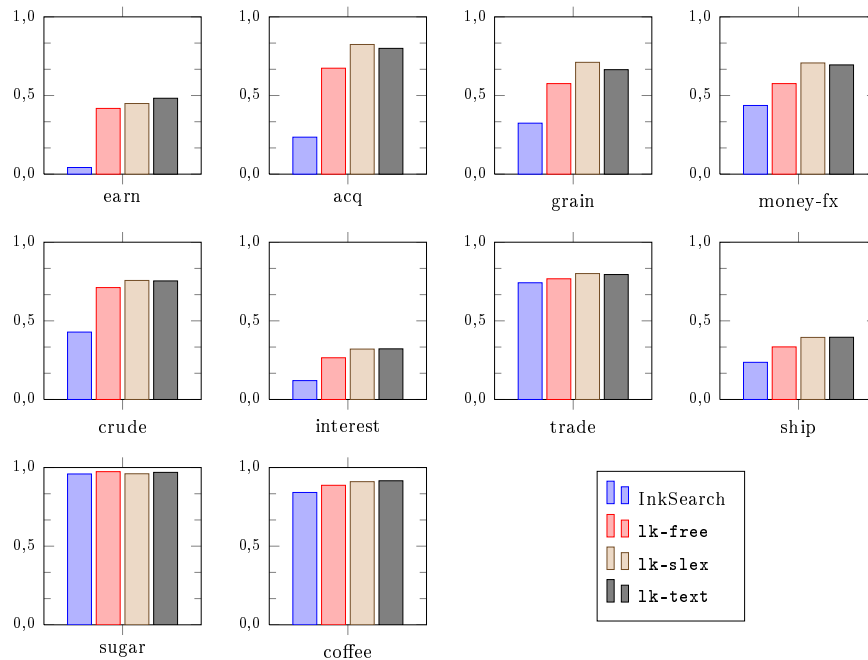 1,0 1,0 1,0 1,0
0,5 0,5 0,5 0,5
0,0 0,0 0,0 0,0
earn acq grain money-fx
1,0 1,0 1,0 1,0
0,5 0,5 0,5 0,5
0,0 0,0 0,0 0,0
crude interest trade ship
1,0 1,0
0,5 0,5
0,0 0,0
sugar coffee
InkSearch
lk-free
lk-slex
lk-text